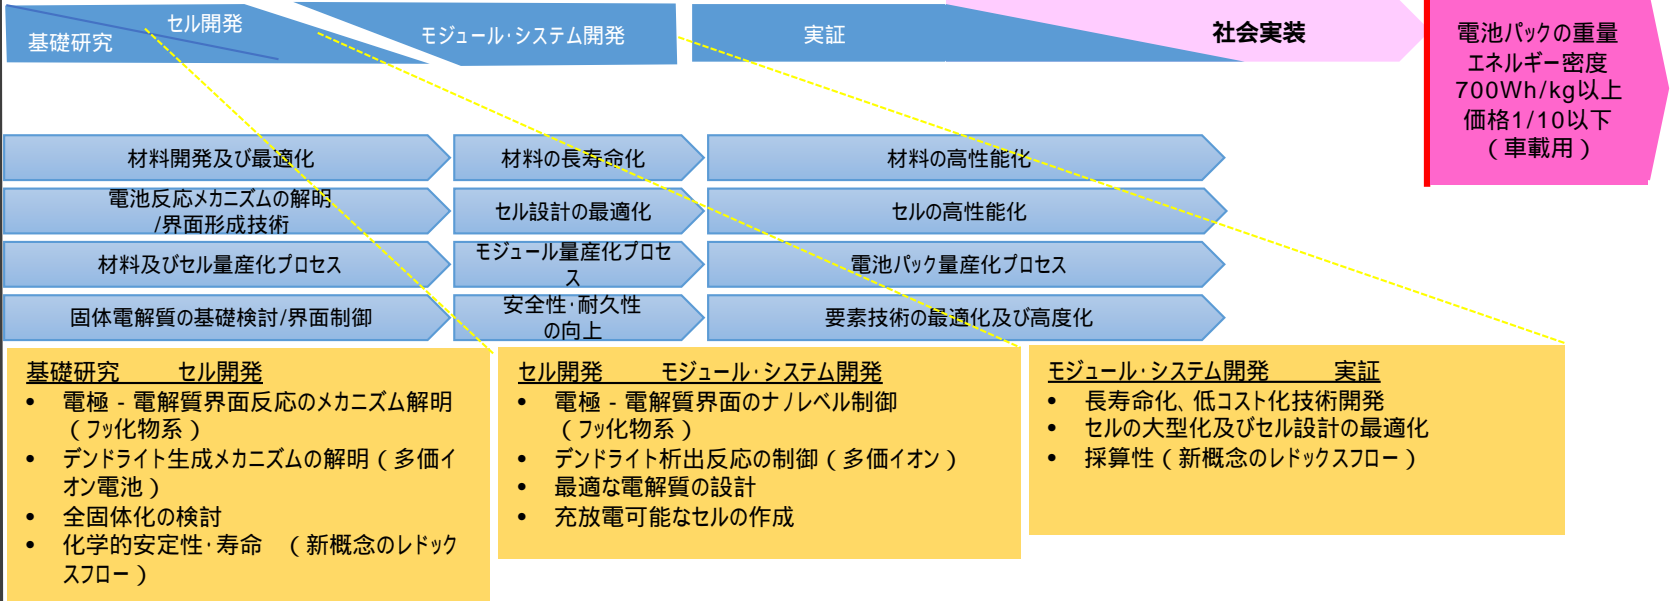 基礎研究
セル開発
モジュール・システム開発
実証
社会実装
電池パックの重量
エネルギー密度
700Wh/kg以上
価格1/10以下
（車載用）
材料開発及び最適化
材料の長寿命化
材料の高性能化
電池反応メカニズムの解明
/界面形成技術
セル設計の最適化
セルの高性能化
材料及びセル量産化プロセス
モジュール量産化プロセ
ス
電池パック量産化プロセス
固体電解質の基礎検討/界面制御
安全性・耐久性
の向上
要素技術の最適化及び高度化
基礎研究　　セル開発
• 電極‐電解質界面反応のメカニズム解明
（フッ化物系）
• デンドライト生成メカニズムの解明（多価イ
オン電池）
• 全固体化の検討
• 化学的安定性・寿命　（新概念のレドック
スフロー）
セル開発　　モジュール・システム開発
• 電極‐電解質界面のナノレベル制御
（フッ化物系）
• デンドライト析出反応の制御（多価イオン）
• 最適な電解質の設計
• 充放電可能なセルの作成
モジュール・システム開発　　実証
• 長寿命化、低コスト化技術開発
• セルの大型化及びセル設計の最適化
• 採算性（新概念のレドックスフロー）